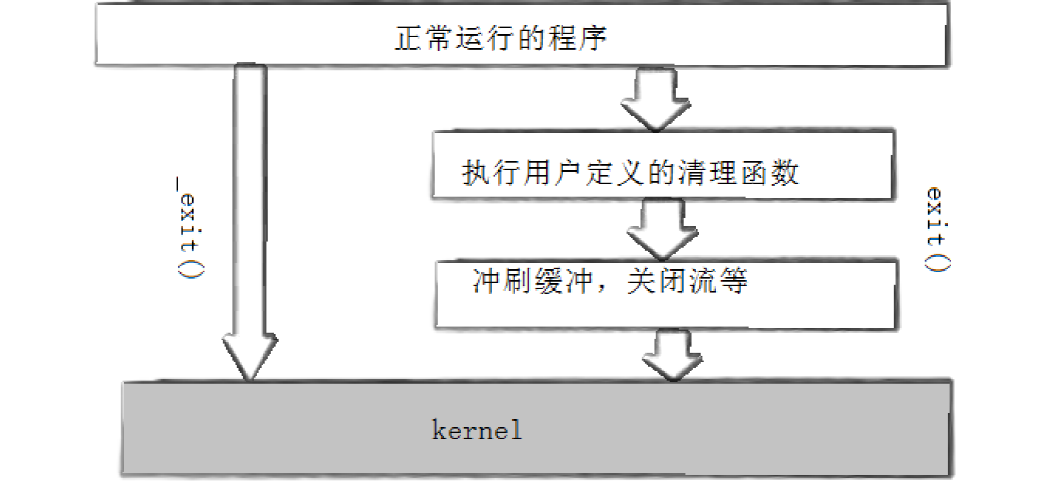 正常运行的程序
执行用户定义的清理函数
_exit()
exit()
冲刷缓冲，关闭流等
kernel